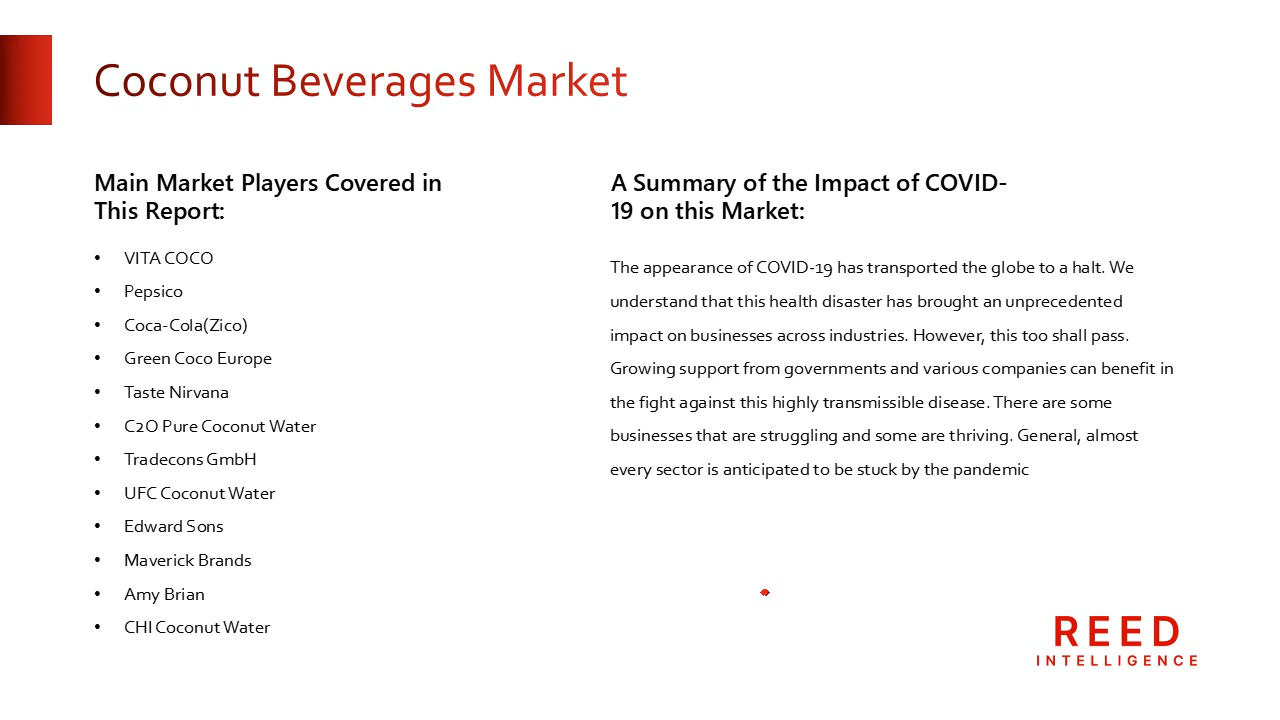 Coconut Beverages Market
Main Market Players Covered in
This Report:
• VITA COCO
• Pepsico
• Coca-Cola(Zico)
• Green Coco Europe
• Taste Nirvana
• C2O Pure Coconut Water
• Tradecons GmbH
• UFC Coconut Water
• Edward Sons
• Maverick Brands
• Amy Brian
• CHI Coconut Water
A Summary of the Impact of COVID-
19 on this Market:
The appearance of COVID-19 has transported the globe to a halt. We
understand that this health disaster has brought an unprecedented
impact on businesses across industries. However, this too shall pass.
Growing support from governments and various companies can benefit in
the fight against this highly transmissible disease. There are some
businesses that are struggling and some are thriving. General, almost
every sector is anticipated to be stuck by the pandemic
REED
INTELLIGENCE